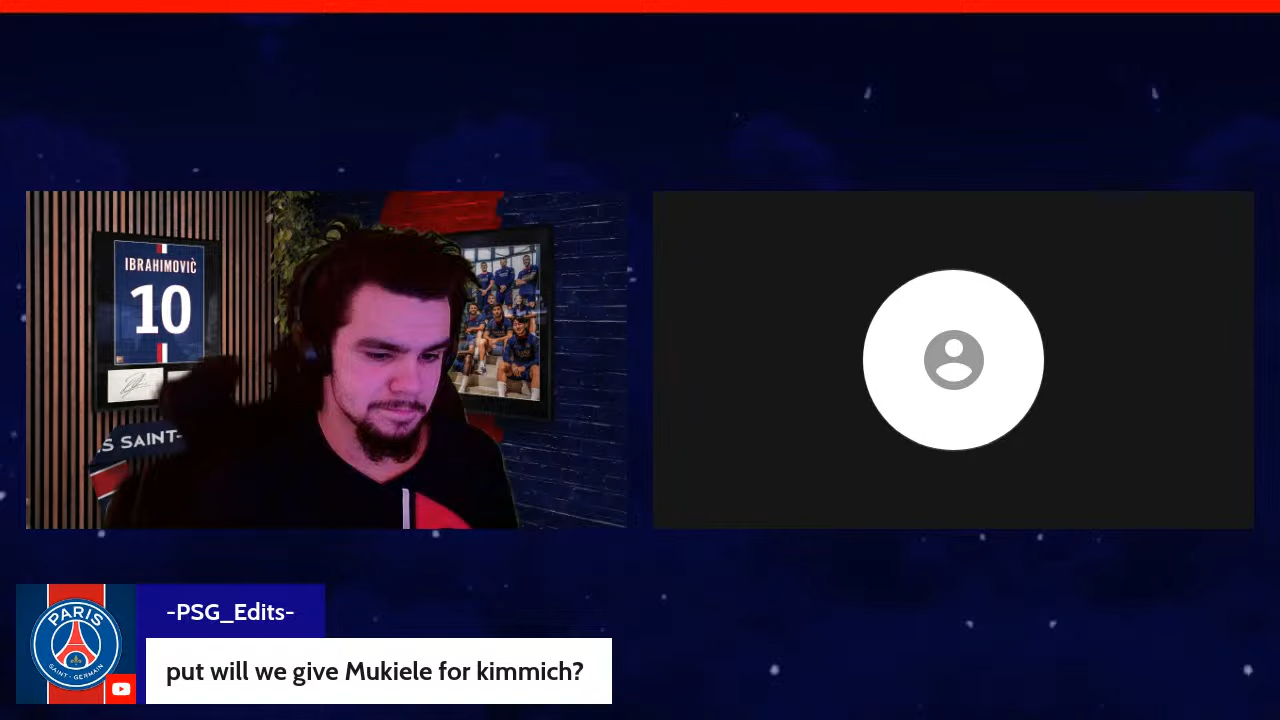 IBRAHIMOVIĆ
10
S SAINT-
PARIS
SAINT-GERMAIN
-PSG_Edits-
put will we give Mukiele for kimmich?